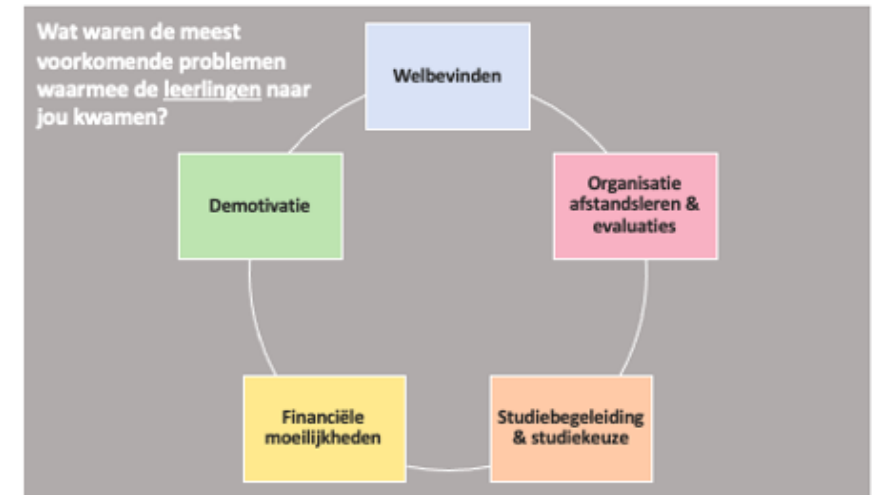 Wat waren de meest
voorkomende problemen
waarmee de leerlingen naar
jou kwamen?
Welbevinden
Organisatie
afstandsleren &
evaluaties
Studiebegeleiding
& studiekeuze
Financiële
moeilijkheden
Demotivatie